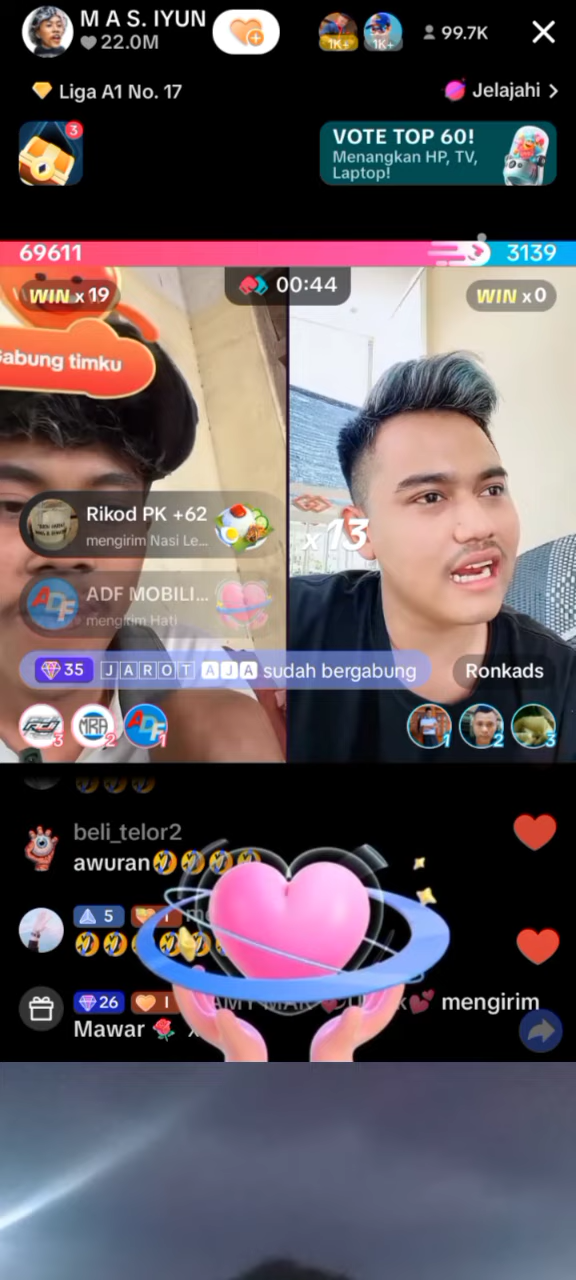 M A S. IYUN
22.0M
1K+
1K+
99.7K
Liga A1 No. 17
Jelajahi >
3
VOTE TOP 60!
Menangkan HP, TV,
Laptop!
69611
3139
WIN x 19
00:44
WIN x 0
Gabung timku
Rikod PK +62
mengirim Nasi Le...
x 13
ADF MOBILI...
mengirim Hati
35 JAROT AJA sudah bergabung
Ronkads
3
MRA 2
ADF 1
1
2
3
beli_telor2
awuran🤣🤣🤣🤣
5
26
mengirim
Mawar 🌹